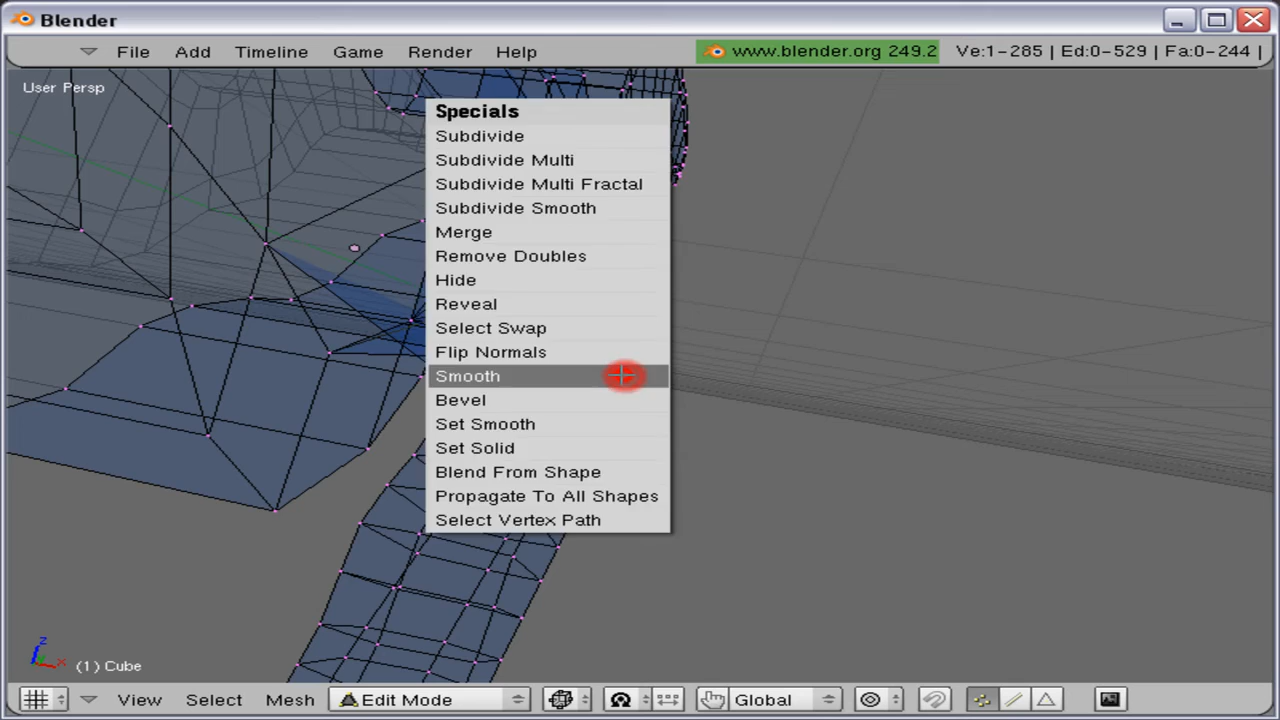 Blender
File Add Timeline Game Render Help www.blender.org 249.2 Ve:1-285 | Ed:0-529 | Fa:0-244 |
User Persp
Specials
Subdivide
Subdivide Multi
Subdivide Multi Fractal
Subdivide Smooth
Merge
Remove Doubles
Hide
Reveal
Select Swap
Flip Normals
Smooth
Bevel
Set Smooth
Set Solid
Blend From Shape
Propagate To All Shapes
Select Vertex Path
z
x
(1) Cube
View Select Mesh Edit Mode Global